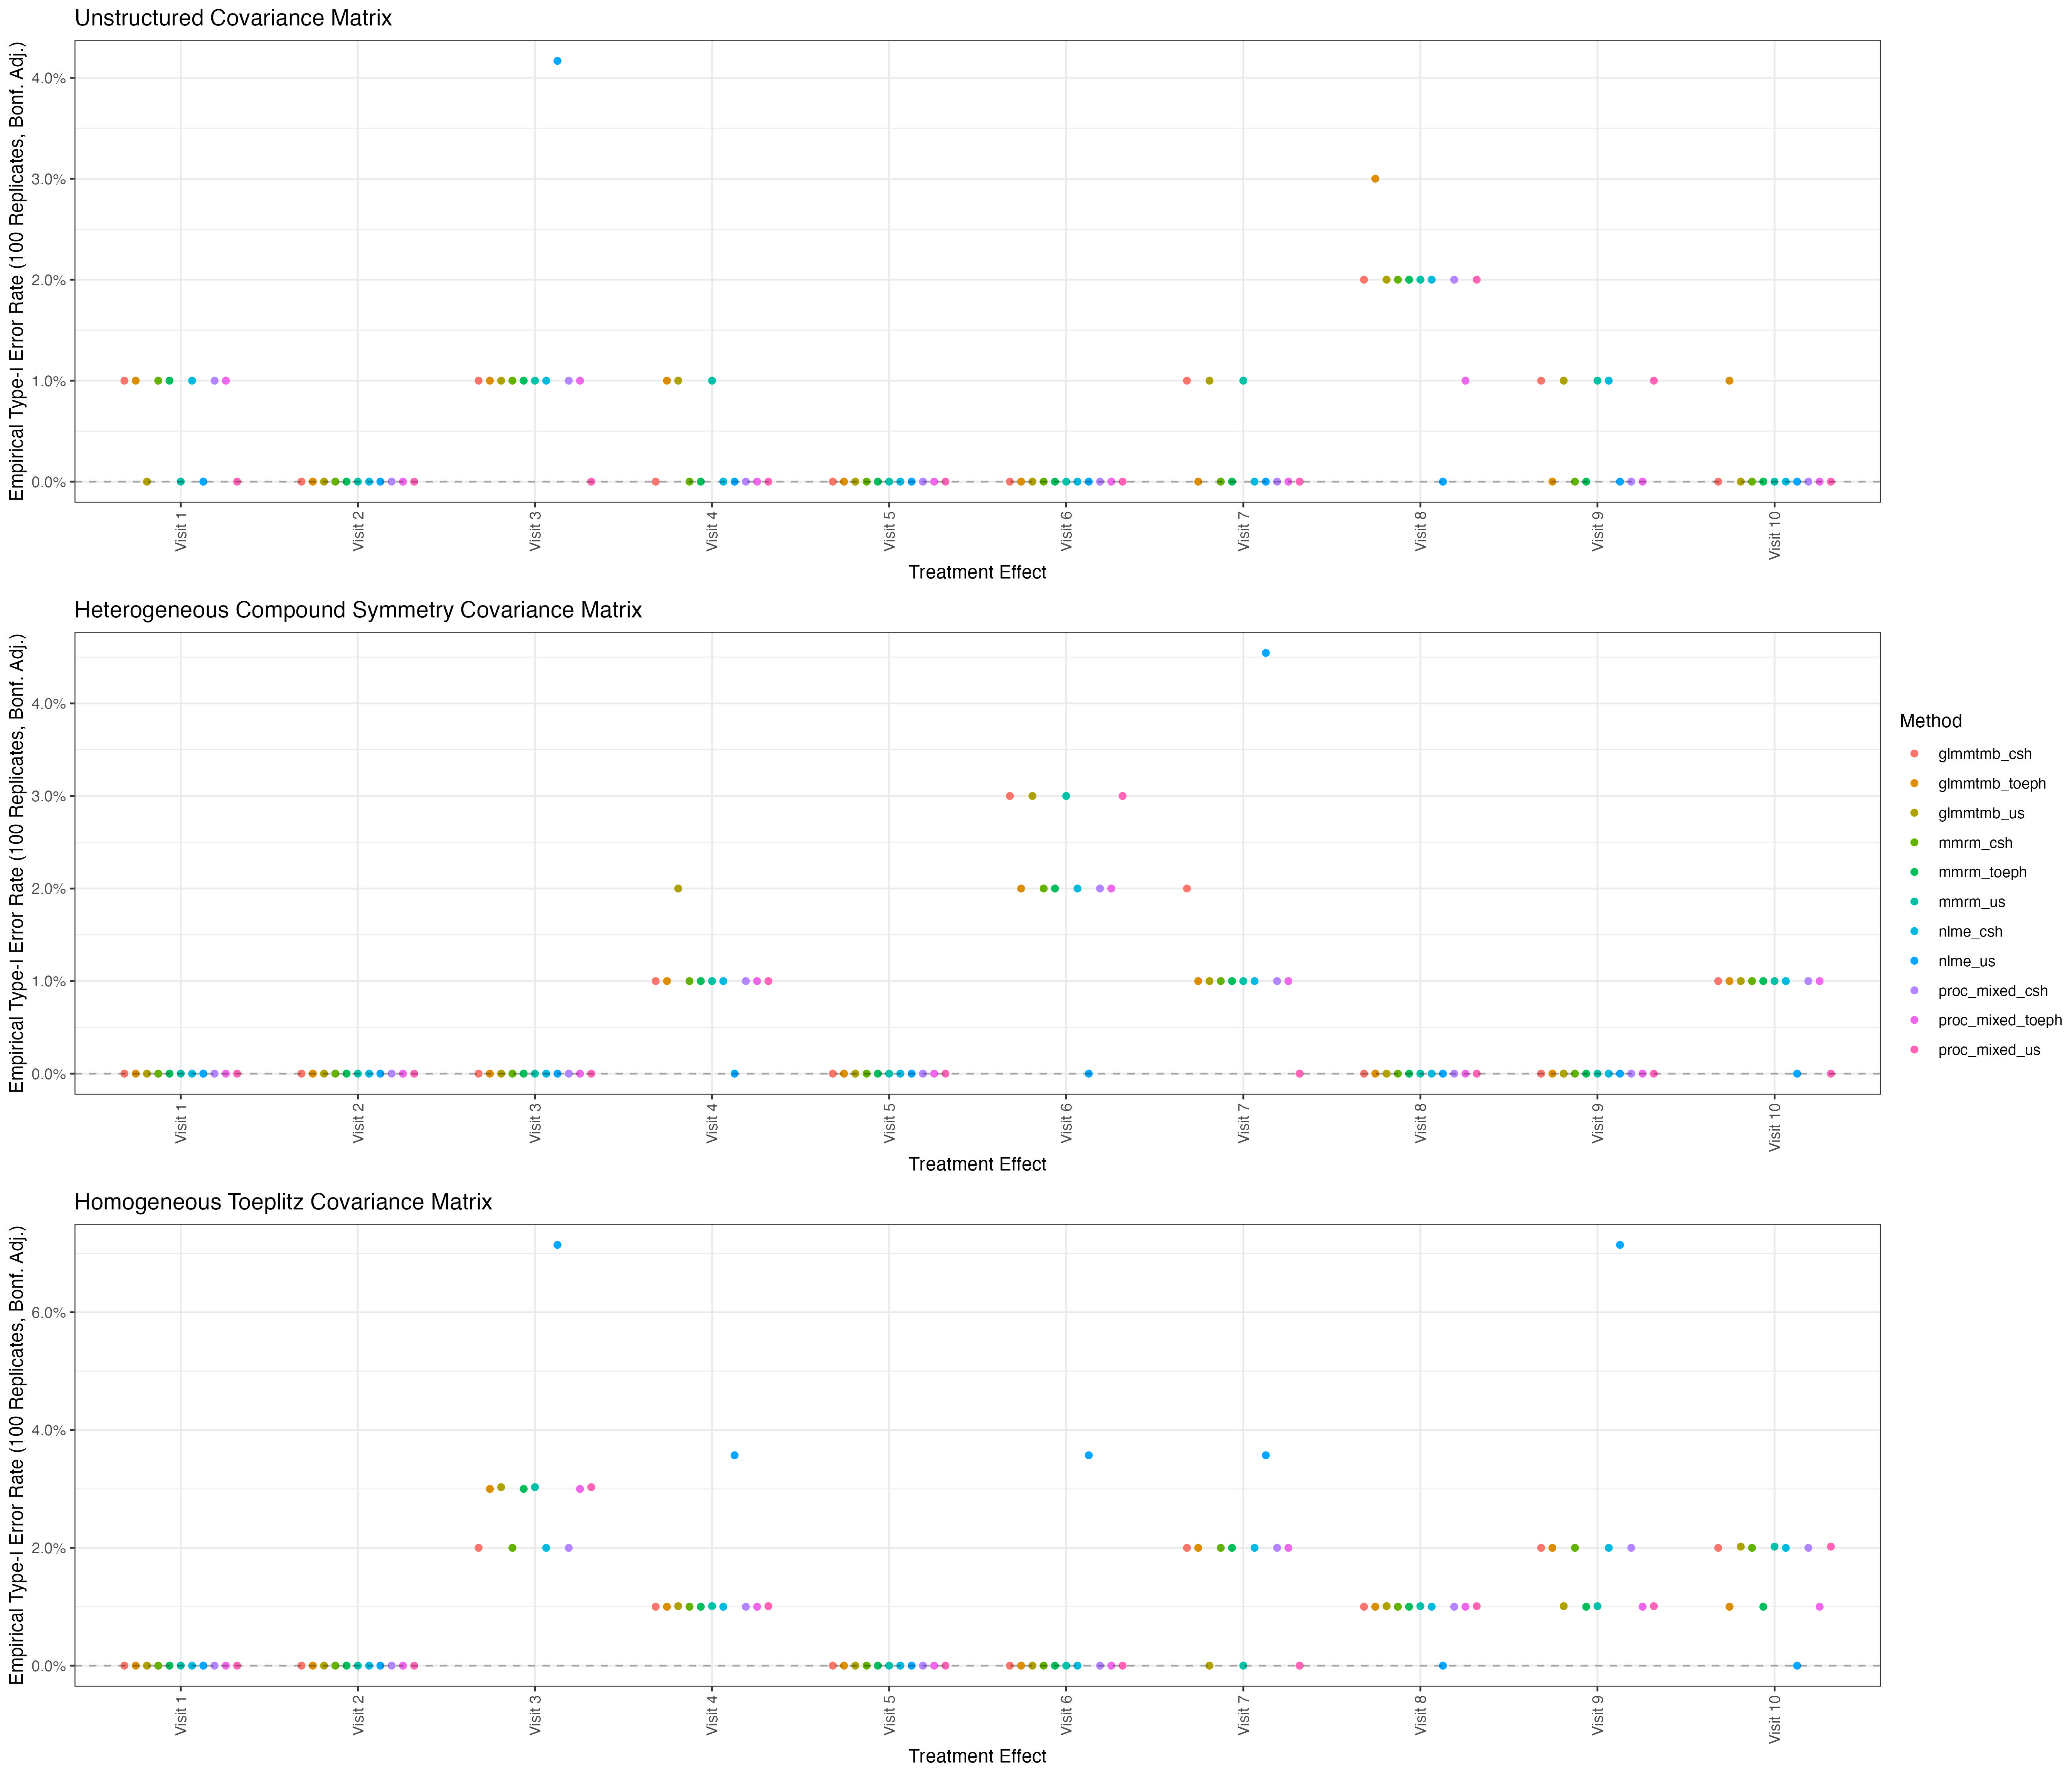 Unstructured Covariance Matrix
Empirical Type-I Error Rate (100 Replicates, Bonf. Adj.)
4.0%
3.0%
2.0%
1.0%
0.0%
Visit 1
Visit 2
Visit 3
Visit 4
Visit 5
Visit 6
Visit 7
Visit 8
Visit 9
Visit 10
Treatment Effect
Heterogeneous Compound Symmetry Covariance Matrix
Empirical Type-I Error Rate (100 Replicates, Bonf. Adj.)
4.0%
3.0%
2.0%
1.0%
0.0%
Visit 1
Visit 2
Visit 3
Visit 4
Visit 5
Visit 6
Visit 7
Visit 8
Visit 9
Visit 10
Treatment Effect
Method
glmmtmb_csh
glmmtmb_toeph
glmmtmb_us
mmrm_csh
mmrm_toeph
mmrm_us
nlme_csh
nlme_us
proc_mixed_csh
proc_mixed_toeph
proc_mixed_us
Homogeneous Toeplitz Covariance Matrix
Empirical Type-I Error Rate (100 Replicates, Bonf. Adj.)
6.0%
4.0%
2.0%
0.0%
Visit 1
Visit 2
Visit 3
Visit 4
Visit 5
Visit 6
Visit 7
Visit 8
Visit 9
Visit 10
Treatment Effect